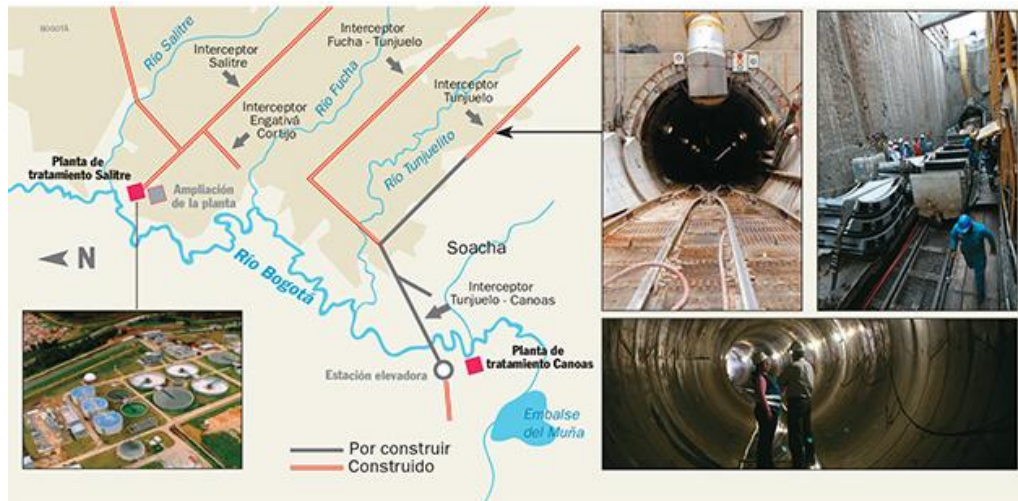 BOGOTÁ
Río Salitre
Interceptor
Salitre
Interceptor
Fucha - Tunjuelo
Río Fucha
Interceptor
Engativá
Cortijo
Interceptor
Tunjuelo
Río Tunjuelito
Planta de
tratamiento Salitre
Ampliación
de la planta
N
Río Bogotá
Soacha
Interceptor
Tunjuelo - Canoas
Estación elevadora
Planta de
tratamiento Canoas
Embalse
del Muña
Por construir
Construido